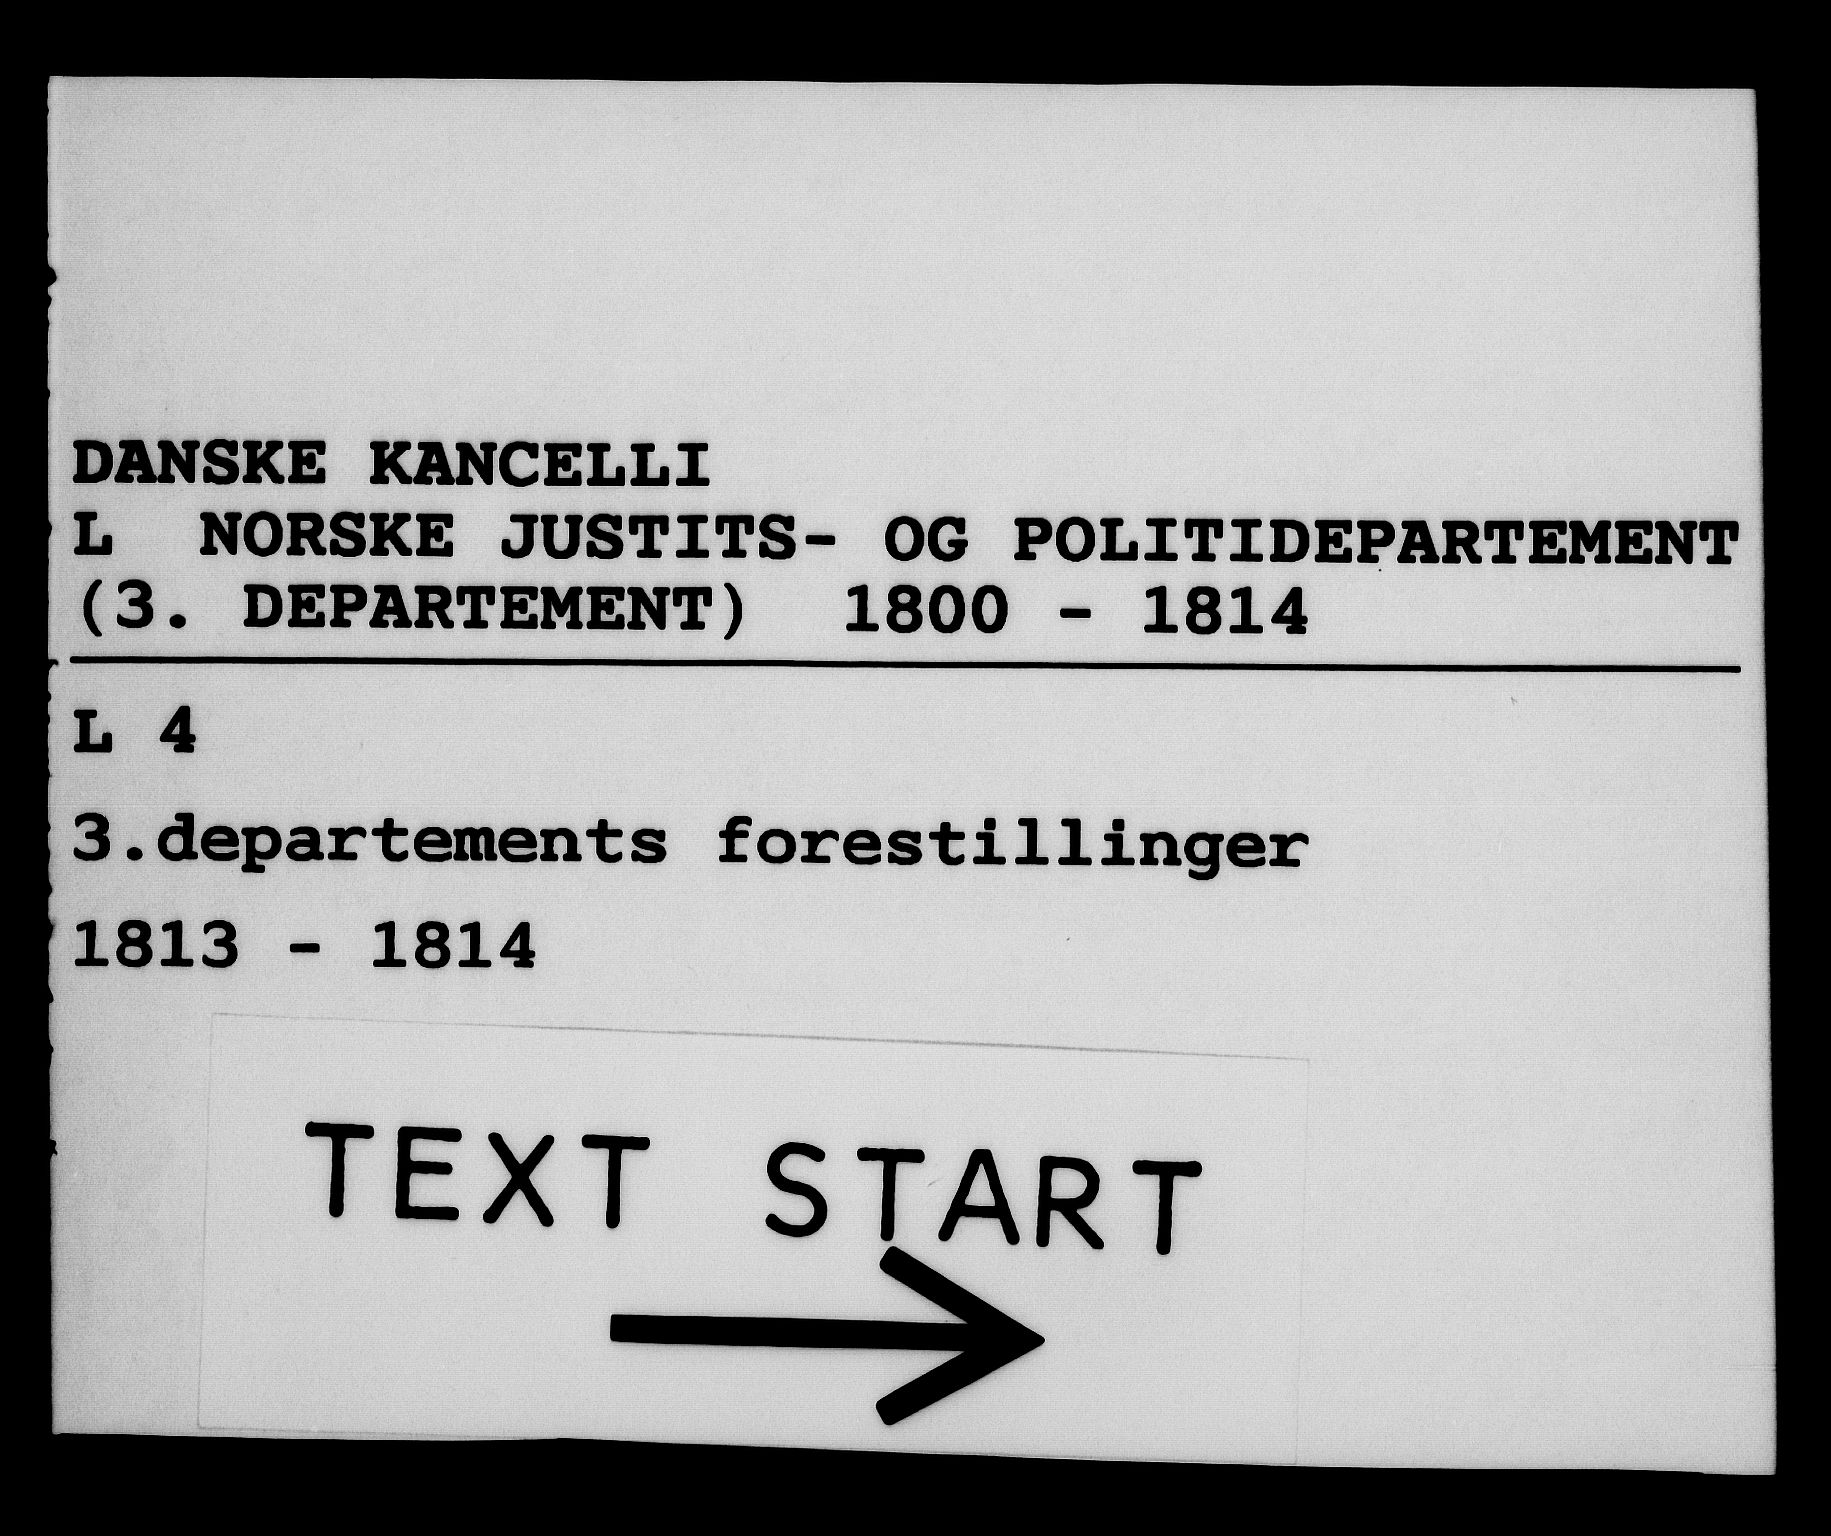 DANSKE KANCELLI
L NORSKE JUSTITS- OG POLITIDEPARTEMENT
(3. DEPARTEMENT) 1800 - 1814
L 4
3.departements forestillinger
1813 - 1814
TEXT START